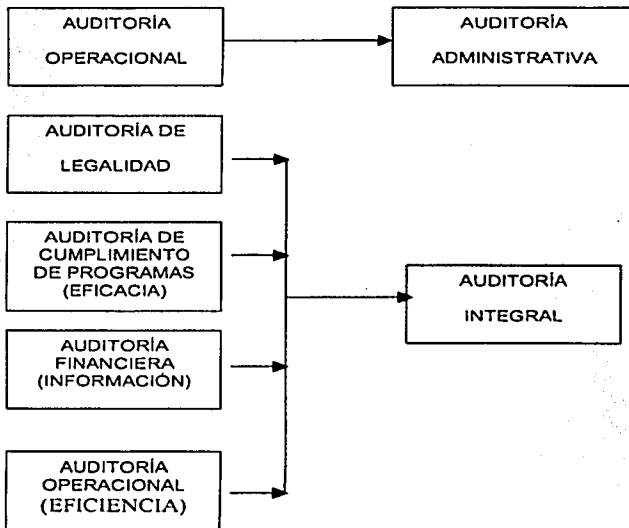 AUDITORÍA
OPERACIONAL
AUDITORÍA
ADMINISTRATIVA
AUDITORÍA DE
LEGALIDAD
AUDITORÍA DE
CUMPLIMIENTO
DE PROGRAMAS
(EFICACIA)
AUDITORÍA
FINANCIERA
(INFORMACIÓN)
AUDITORÍA
OPERACIONAL
(EFICIENCIA)
AUDITORÍA
INTEGRAL